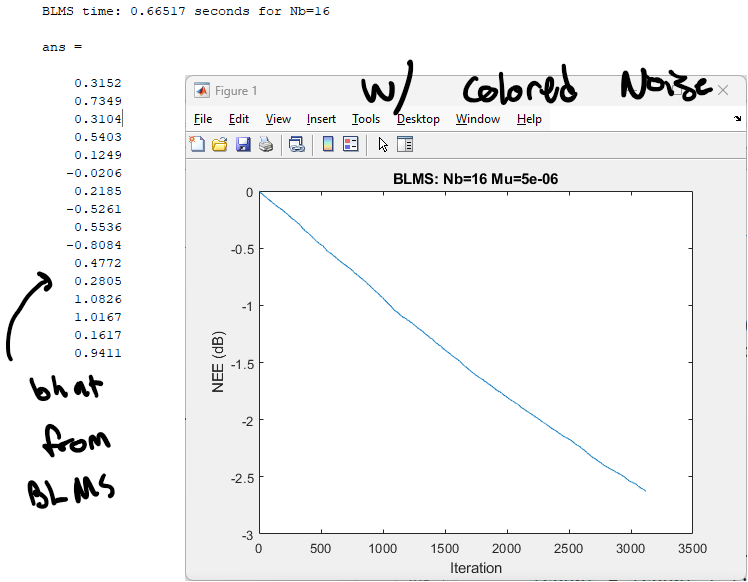 BLMS time: 0.66517 seconds for Nb=16
ans =
0.3152
0.7349
0.3104
0.5403
0.1249
-0.0206
0.2185
-0.5261
0.5536
-0.8084
0.4772
0.2805
1.0826
1.0167
0.1617
0.9411
bhat
from
BLMS
w/ Colored Noise
Figure 1
File Edit View Insert Tools Desktop Window Help
BLMS: Nb=16 Mu=5e-06
NEE (dB)
0
-0.5
-1
-1.5
-2
-2.5
-3
0 500 1000 1500 2000 2500 3000 3500
Iteration